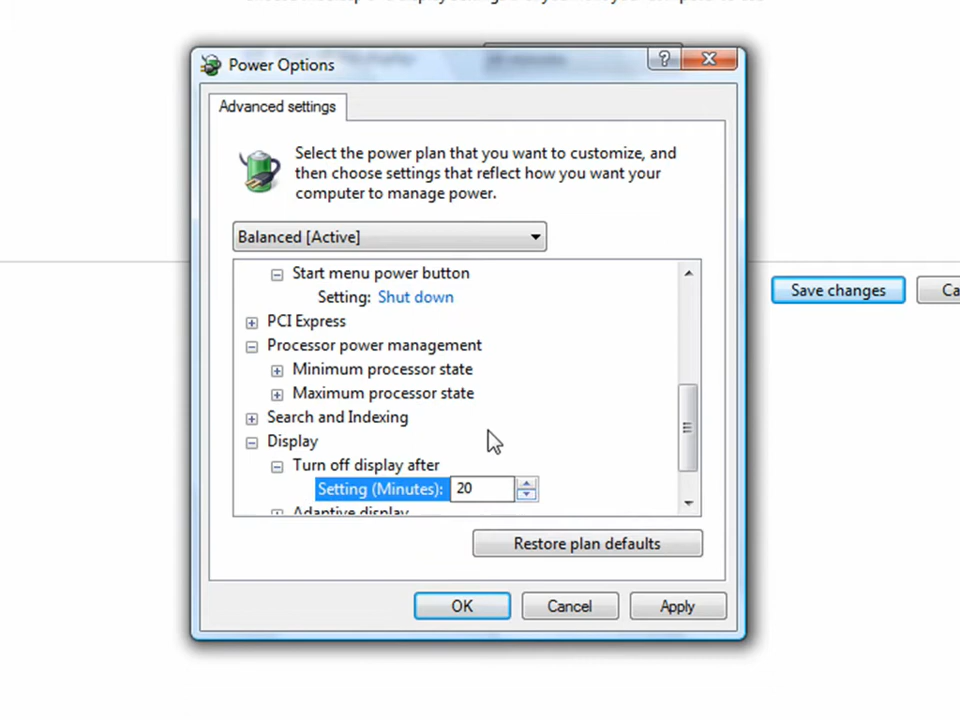 Power Options
?
Advanced settings
Select the power plan that you want to customize, and
then choose settings that reflect how you want your
computer to manage power.
Balanced [Active]
Start menu power button
Setting: Shut down
Save changes
Ca
PCI Express
Processor power management
Minimum processor state
Maximum processor state
Search and Indexing
Display
Turn off display after
Setting (Minutes): 20
Adaptive display
Restore plan defaults
OK
Cancel
Apply